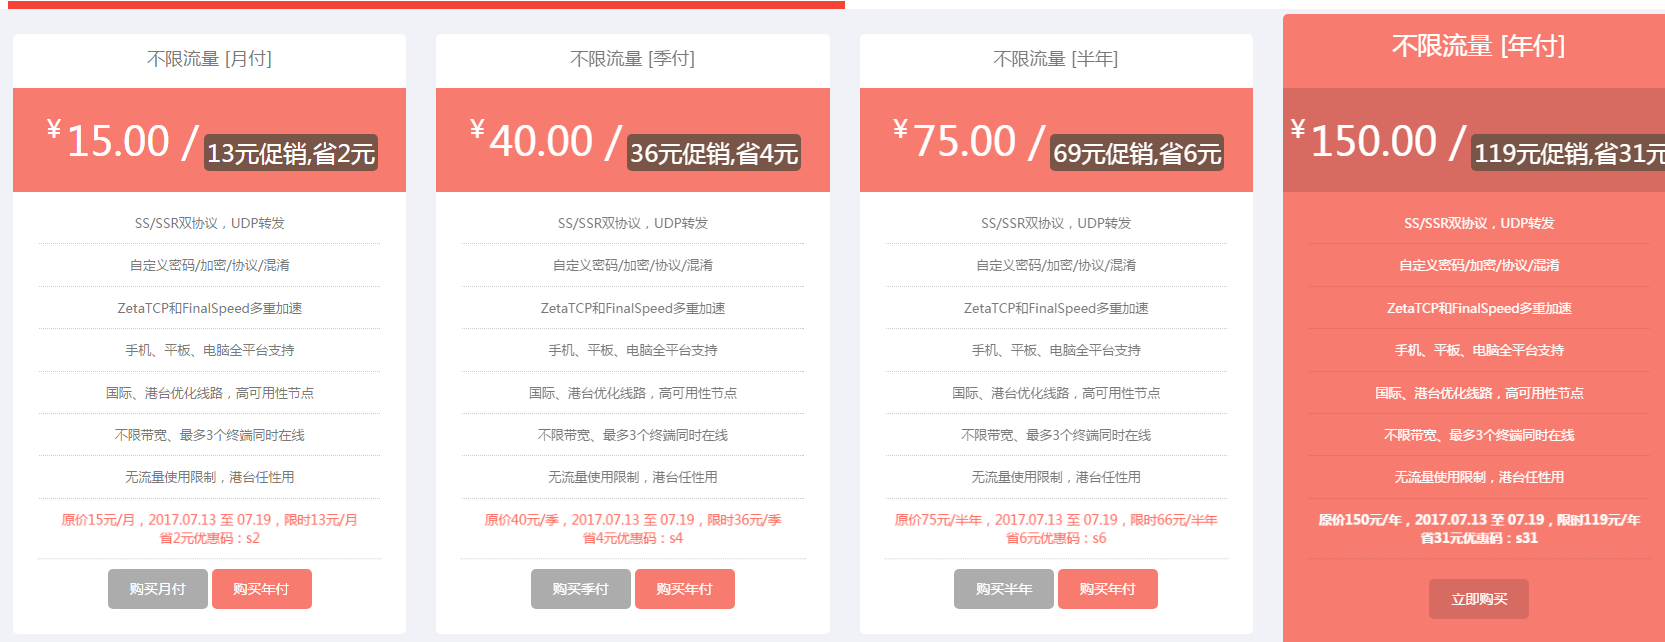 不限流量 [月付]
¥15.00 / 13元促销,省2元
SS/SSR双协议，UDP转发
自定义密码/加密/协议/混淆
ZetaTCP和FinalSpeed多重加速
手机、平板、电脑全平台支持
国际、港台优化线路，高可用性节点
不限带宽、最多3个终端同时在线
无流量使用限制，港台任性用
原价15元/月，2017.07.13 至 07.19，限时13元/月
省2元优惠码：s2
购买月付 购买年付
不限流量 [季付]
¥40.00 / 36元促销,省4元
SS/SSR双协议，UDP转发
自定义密码/加密/协议/混淆
ZetaTCP和FinalSpeed多重加速
手机、平板、电脑全平台支持
国际、港台优化线路，高可用性节点
不限带宽、最多3个终端同时在线
无流量使用限制，港台任性用
原价40元/季，2017.07.13 至 07.19，限时36元/季
省4元优惠码：s4
购买季付 购买年付
不限流量 [半年]
¥75.00 / 69元促销,省6元
SS/SSR双协议，UDP转发
自定义密码/加密/协议/混淆
ZetaTCP和FinalSpeed多重加速
手机、平板、电脑全平台支持
国际、港台优化线路，高可用性节点
不限带宽、最多3个终端同时在线
无流量使用限制，港台任性用
原价75元/半年，2017.07.13 至 07.19，限时66元/半年
省6元优惠码：s6
购买半年 购买年付
不限流量 [年付]
¥150.00 / 119元促销,省31元
SS/SSR双协议，UDP转发
自定义密码/加密/协议/混淆
ZetaTCP和FinalSpeed多重加速
手机、平板、电脑全平台支持
国际、港台优化线路，高可用性节点
不限带宽、最多3个终端同时在线
无流量使用限制，港台任性用
原价150元/年，2017.07.13 至 07.19，限时119元/年
省31元优惠码：s31
立即购买